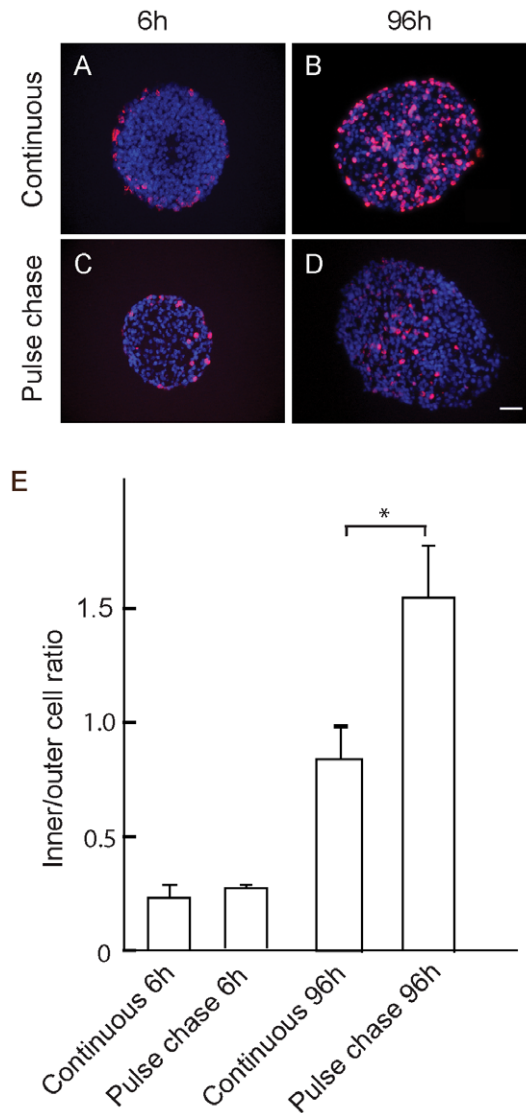 6h 96h
Continuous
A B
Pulse chase
C D
E
Inner/outer cell ratio
*
1.5
1.0
0.5
0
Continuous 6h
Pulse chase 6h
Continuous 96h
Pulse chase 96h